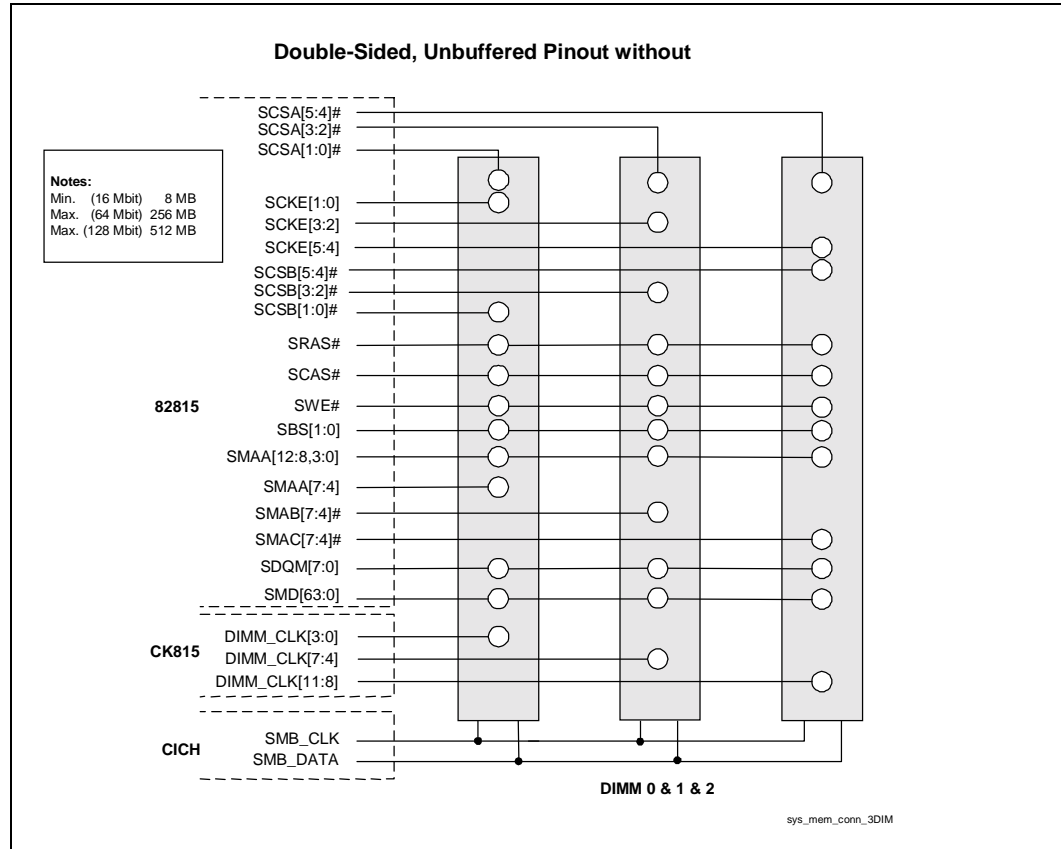 Double-Sided, Unbuffered Pinout without
SCSA[5:4]#
SCSA[3:2]#
SCSA[1:0]#
Notes:
Min. (16 Mbit) 8 MB
Max. (64 Mbit) 256 MB
Max. (128 Mbit) 512 MB
SCKE[1:0]
SCKE[3:2]
SCKE[5:4]
SCSB[5:4]#
SCSB[3:2]#
SCSB[1:0]#
SRAS#
SCAS#
82815
SWE#
SBS[1:0]
SMAA[12:8,3:0]
SMAA[7:4]
SMAB[7:4]#
SMAC[7:4]#
SDQM[7:0]
SMD[63:0]
CK815
DIMM_CLK[3:0]
DIMM_CLK[7:4]
DIMM_CLK[11:8]
CICH
SMB_CLK
SMB_DATA
DIMM 0 & 1 & 2
sys_mem_conn_3DIM